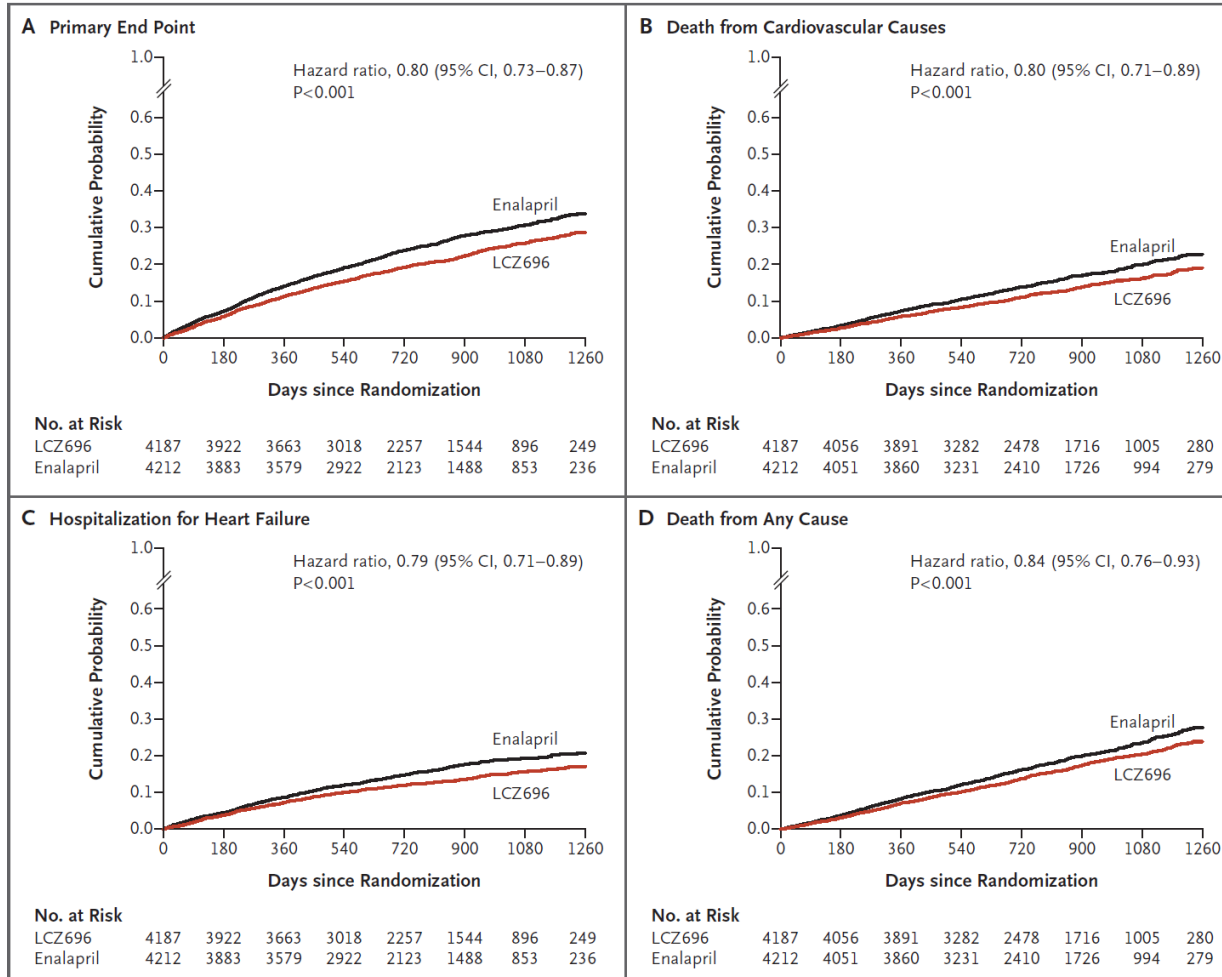 A Primary End Point
1.0
Hazard ratio, 0.80 (95% CI, 0.73–0.87)
P<0.001
0.6
0.5
0.4
0.3
0.2
0.1
0.0
Cumulative Probability
Enalapril
LCZ696
0 180 360 540 720 900 1080 1260
Days since Randomization
No. at Risk
LCZ696 4187 3922 3663 3018 2257 1544 896 249
Enalapril 4212 3883 3579 2922 2123 1488 853 236
B Death from Cardiovascular Causes
1.0
Hazard ratio, 0.80 (95% CI, 0.71–0.89)
P<0.001
0.6
0.5
0.4
0.3
0.2
0.1
0.0
Cumulative Probability
Enalapril
LCZ696
0 180 360 540 720 900 1080 1260
Days since Randomization
No. at Risk
LCZ696 4187 4056 3891 3282 2478 1716 1005 280
Enalapril 4212 4051 3860 3231 2410 1726 994 279
C Hospitalization for Heart Failure
1.0
Hazard ratio, 0.79 (95% CI, 0.71–0.89)
P<0.001
0.6
0.5
0.4
0.3
0.2
0.1
0.0
Cumulative Probability
Enalapril
LCZ696
0 180 360 540 720 900 1080 1260
Days since Randomization
No. at Risk
LCZ696 4187 3922 3663 3018 2257 1544 896 249
Enalapril 4212 3883 3579 2922 2123 1488 853 236
D Death from Any Cause
1.0
Hazard ratio, 0.84 (95% CI, 0.76–0.93)
P<0.001
0.6
0.5
0.4
0.3
0.2
0.1
0.0
Cumulative Probability
Enalapril
LCZ696
0 180 360 540 720 900 1080 1260
Days since Randomization
No. at Risk
LCZ696 4187 4056 3891 3282 2478 1716 1005 280
Enalapril 4212 4051 3860 3231 2410 1726 994 279